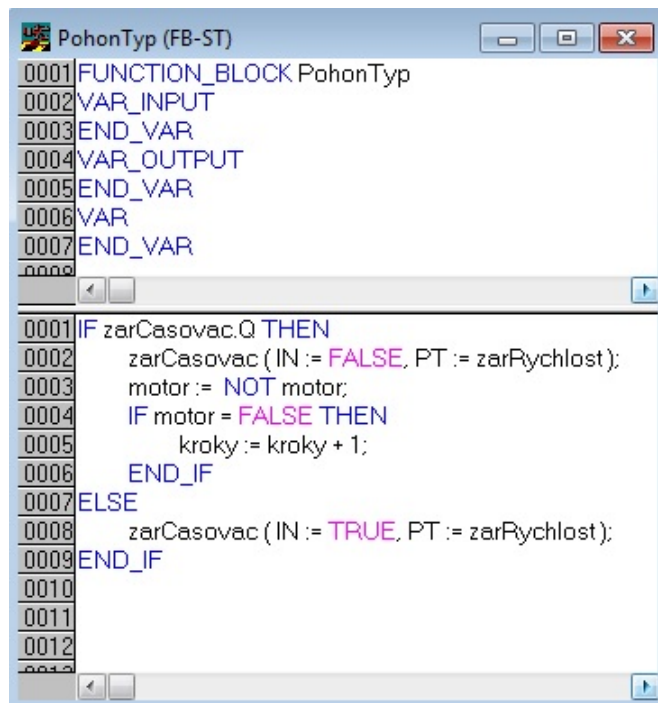 PohonTyp (FB-ST)
0001 FUNCTION_BLOCK PohonTyp
0002 VAR_INPUT
0003 END_VAR
0004 VAR_OUTPUT
0005 END_VAR
0006 VAR
0007 END_VAR
0008
0001 IF zarCasovac.Q THEN
0002 zarCasovac ( IN := FALSE, PT := zarRychlost );
0003 motor := NOT motor;
0004 IF motor = FALSE THEN
0005 kroky := kroky + 1;
0006 END_IF
0007 ELSE
0008 zarCasovac ( IN := TRUE, PT := zarRychlost );
0009 END_IF
0010
0011
0012
0013